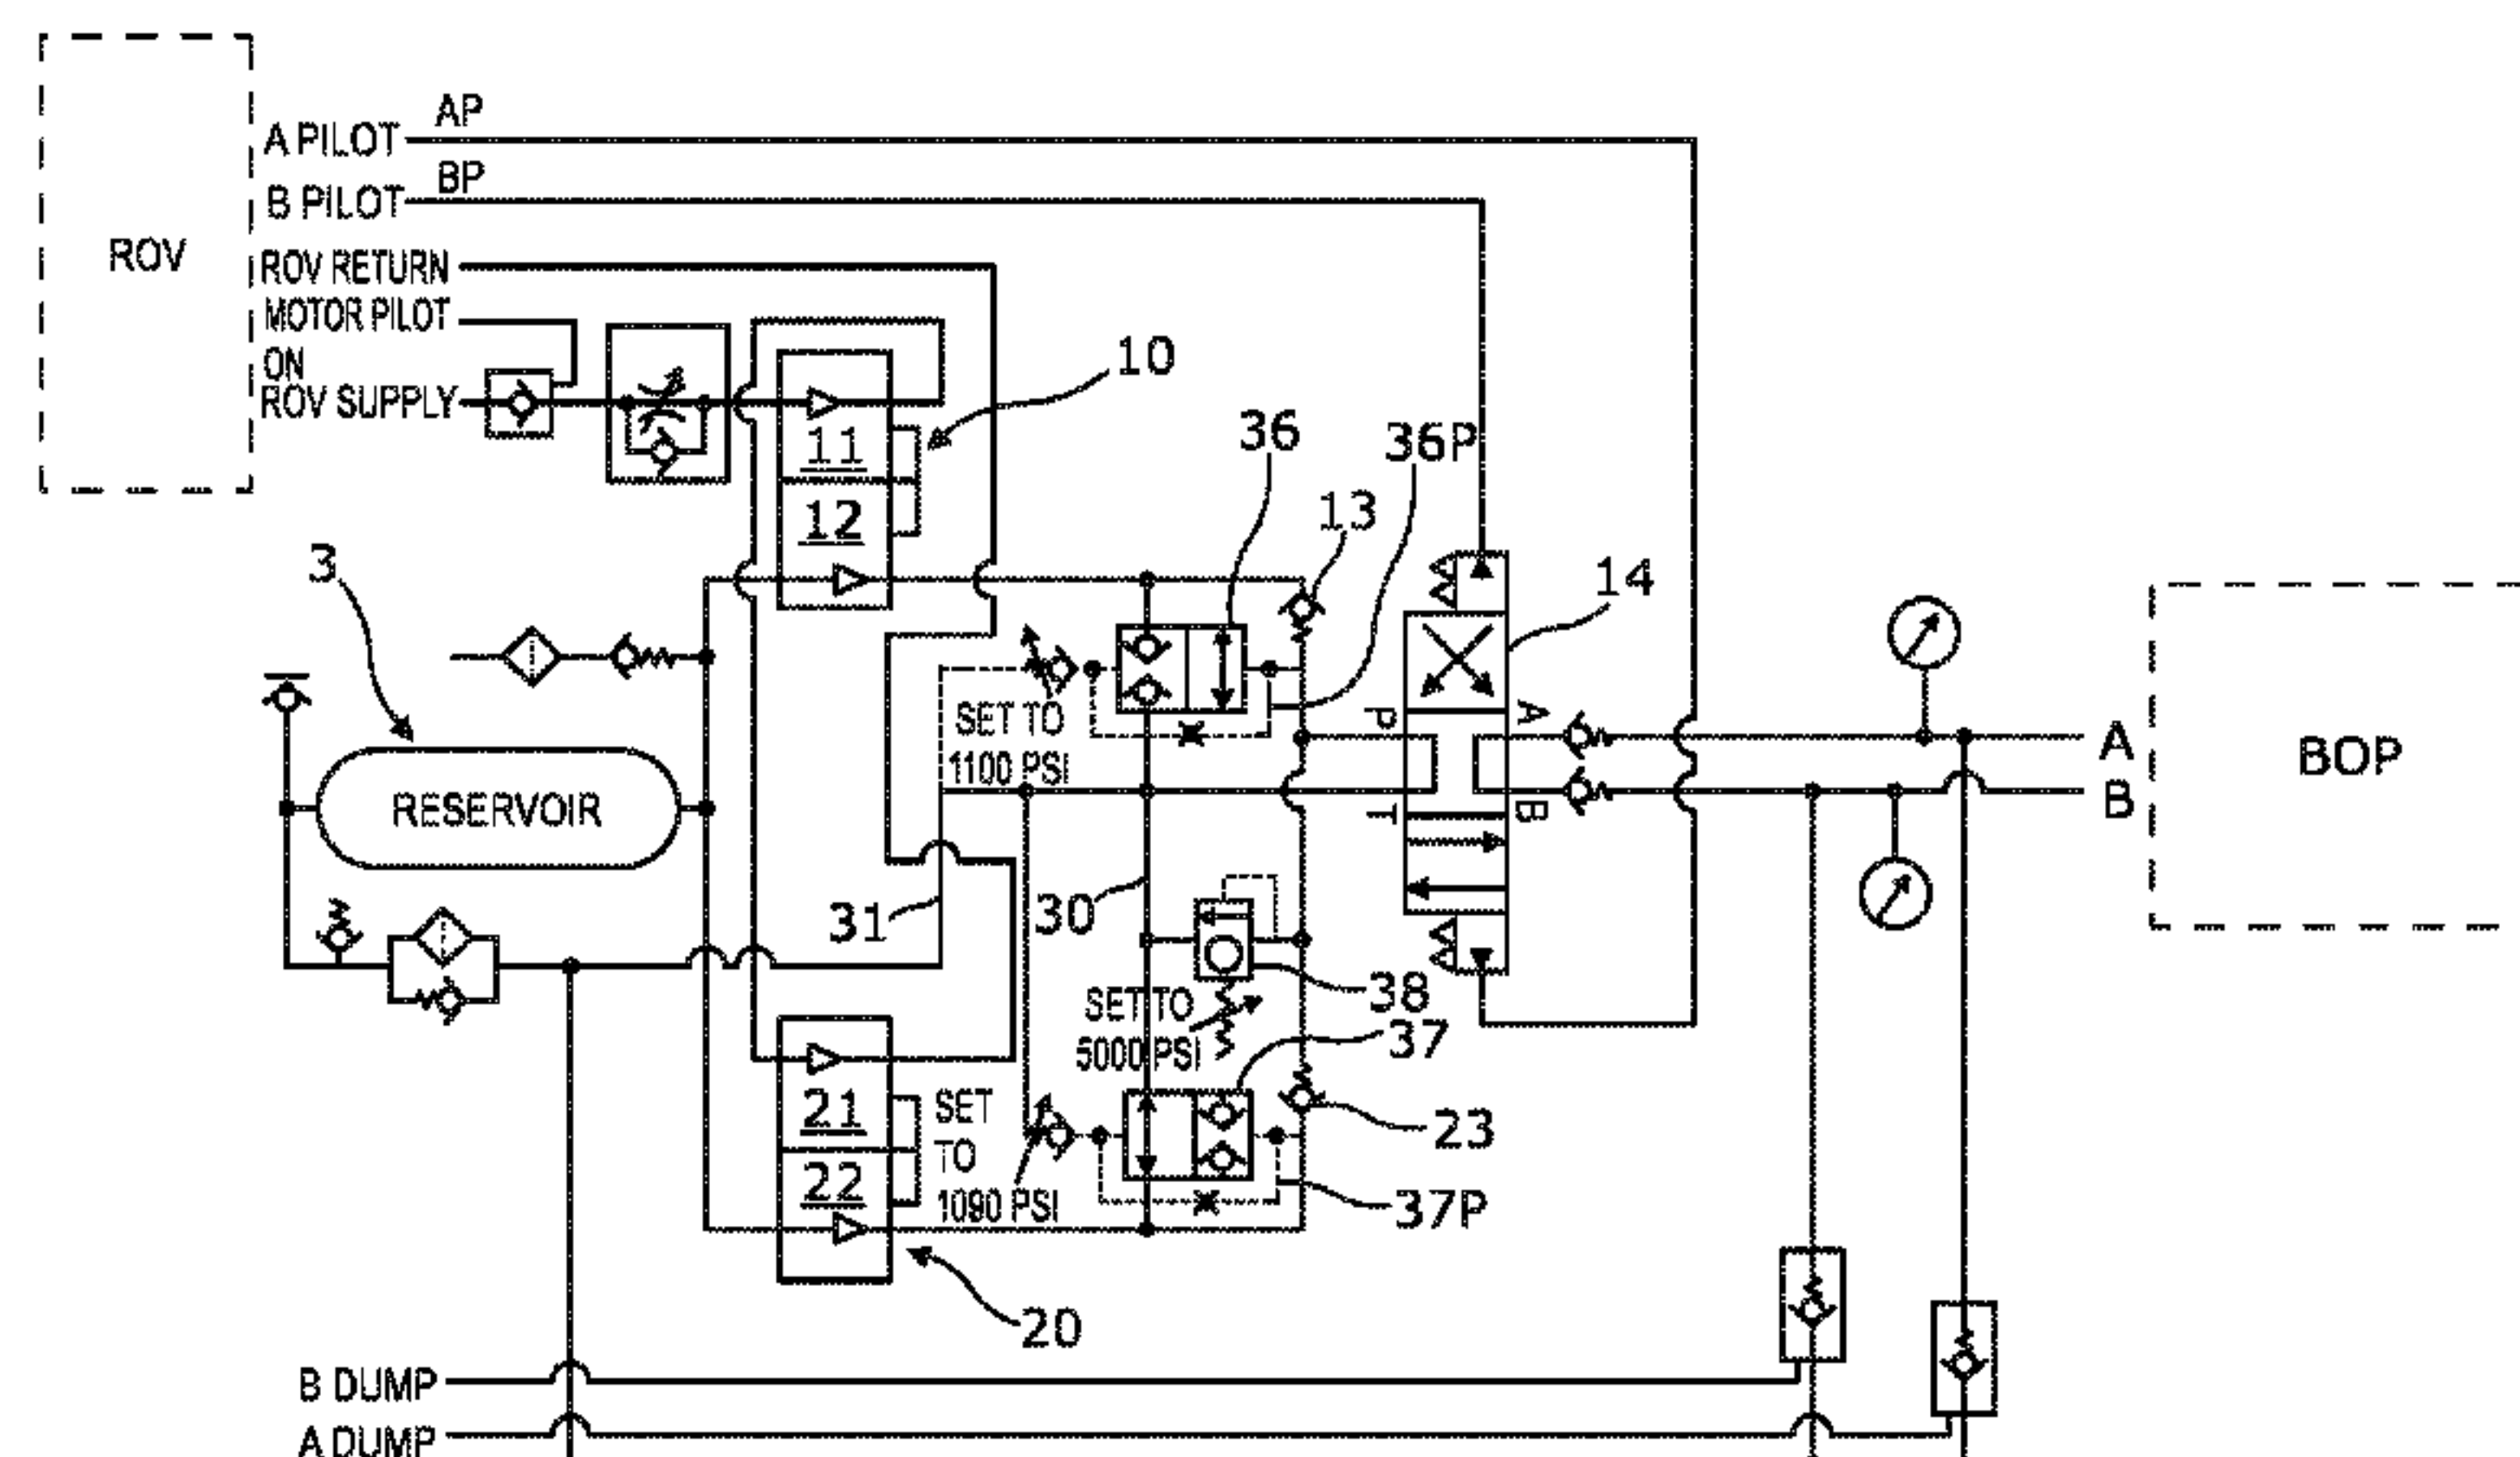 ROV
A PILOT
AP
B PILOT
BP
ROV RETURN
MOTOR PILOT
ON
ROV SUPPLY
11
12
10
36
36P
13
14
3
RESERVOIR
SET TO
1100 PSI
P
T
A
B
A
B
BOP
31
30
38
SET TO
5000 PSI
37
21
22
SET
TO
1090 PSI
23
37P
20
B DUMP
A DUMP